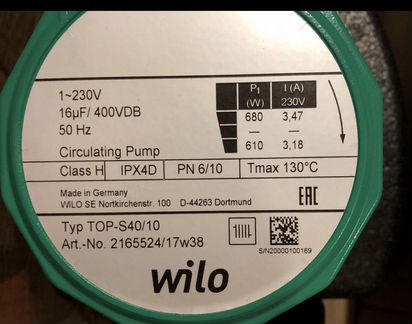 1~230V
16µF/ 400VDB
50 Hz
P₁ (W) I (A) 230V
680 3,47
— —
610 3,18
Circulating Pump
Class H IPX4D PN 6/10 Tmax 130°C
Made in Germany
WILO SE Nortkirchenstr. 100 D-44263 Dortmund
EAC
Typ TOP-S40/10
Art.-No. 2165524/17w38
S/N20000100169
wilo